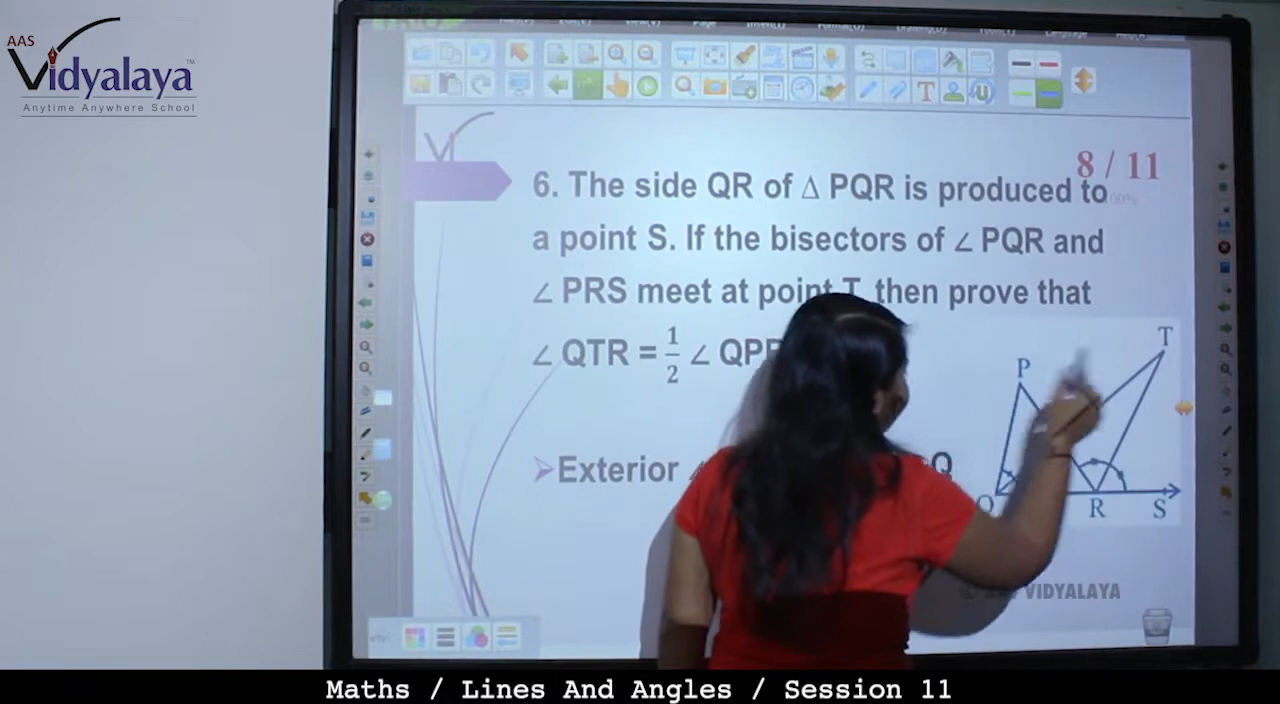 AAS
Vidyalaya™
Anytime Anywhere School
8 / 11
100%
6. The side QR of Δ PQR is produced to
a point S. If the bisectors of ∠ PQR and
∠ PRS meet at point T, then prove that
∠ QTR = 1/2 ∠ QPR
T
P
➢Exterior ∠ Q
Q R S
VIDYALAYA
Maths / Lines And Angles / Session 11